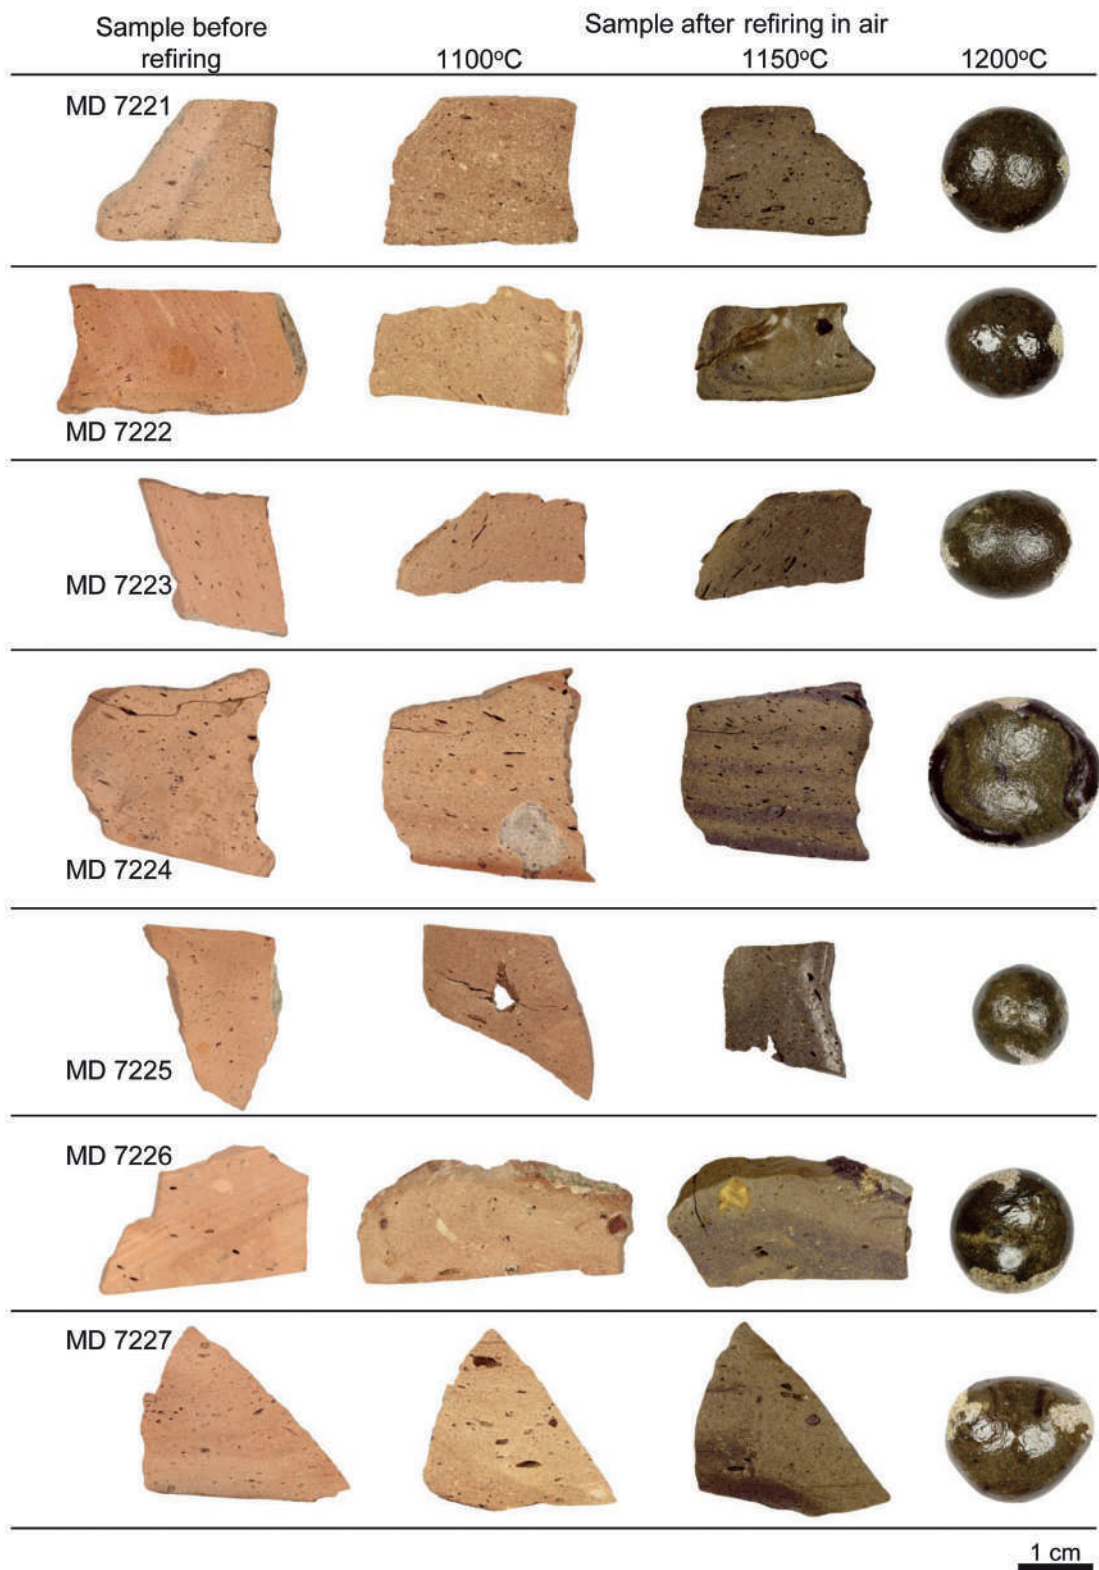 Sample before
refiring
Sample after refiring in air
1100°C
1150°C
1200°C
MD 7221
MD 7222
MD 7223
MD 7224
MD 7225
MD 7226
MD 7227
1 cm